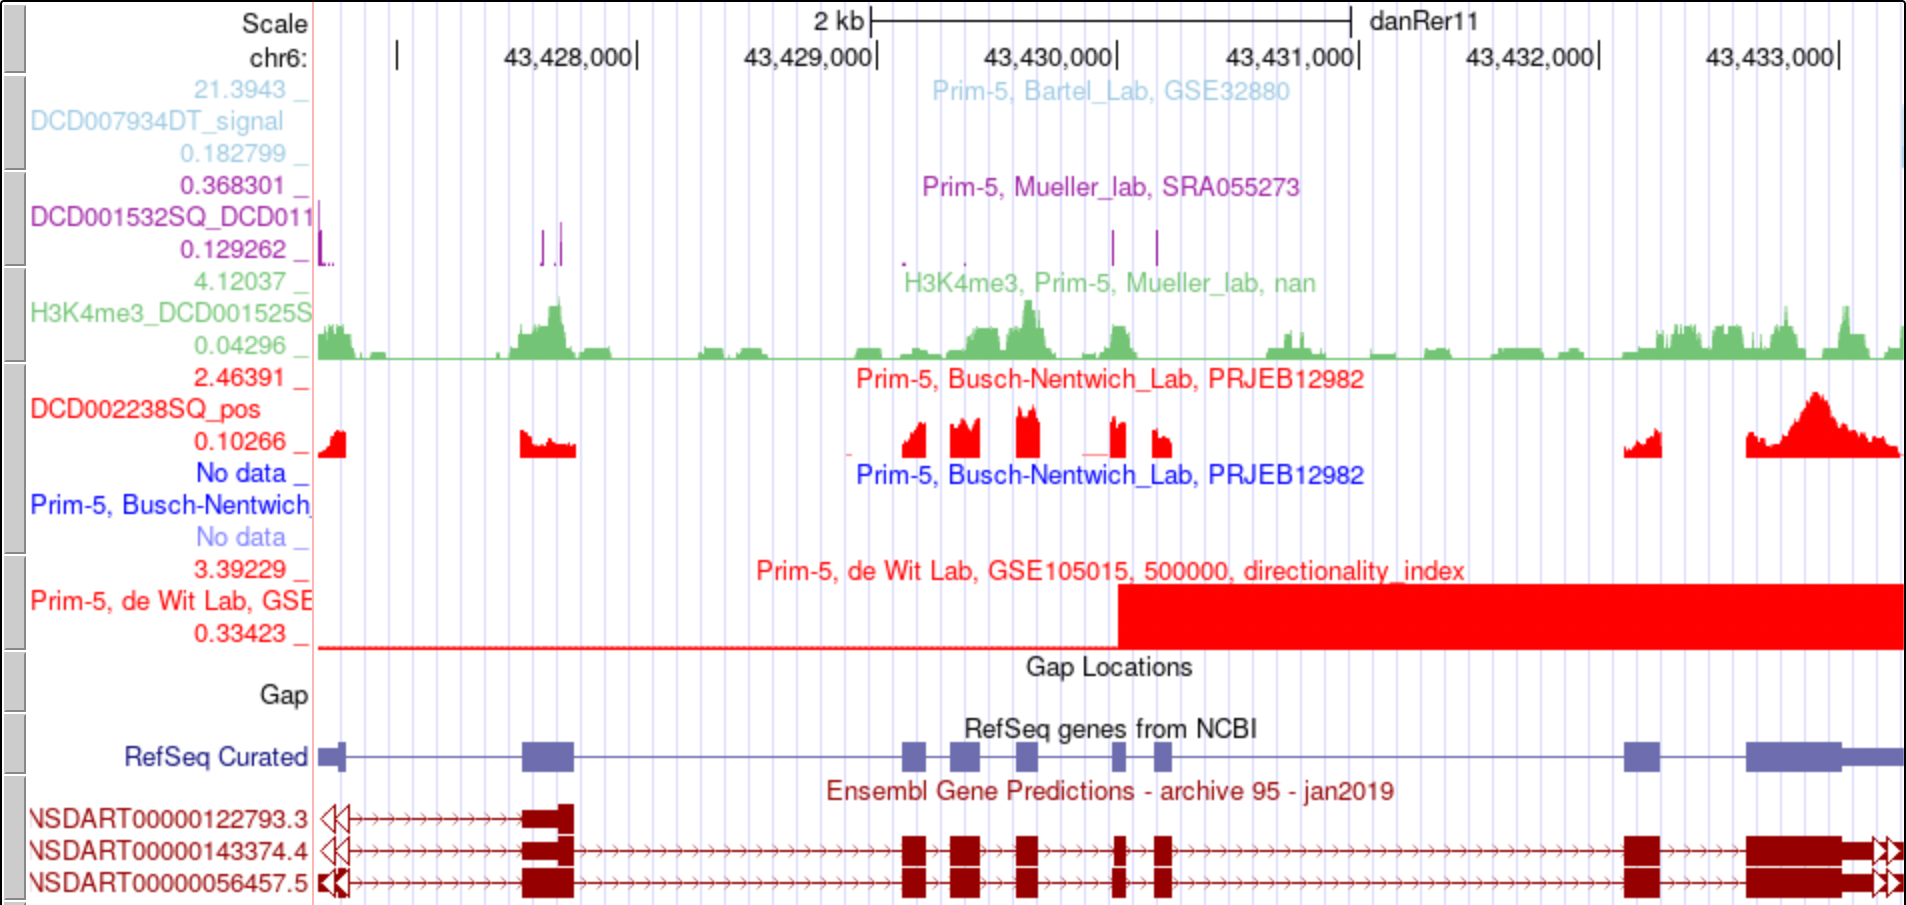 Scale 2 kb danRer11
chr6: 43,428,000 43,429,000 43,430,000 43,431,000 43,432,000 43,433,000
21.3943 _ Prim-5, Bartel_Lab, GSE32880
DCD007934DT_signal
0.182799 _
0.368301 _ Prim-5, Mueller_lab, SRA055273
DCD001532SQ_DCD011
0.129262 _
4.12037 _ H3K4me3, Prim-5, Mueller_lab, nan
H3K4me3_DCD001525S
0.04296 _
2.46391 _ Prim-5, Busch-Nentwich_Lab, PRJEB12982
DCD002238SQ_pos
0.10266 _
No data _ Prim-5, Busch-Nentwich_Lab, PRJEB12982
Prim-5, Busch-Nentwich_
No data _
3.39229 _ Prim-5, de Wit Lab, GSE105015, 500000, directionality_index
Prim-5, de Wit Lab, GSE
0.33423 _
Gap Locations
Gap
RefSeq genes from NCBI
RefSeq Curated
Ensembl Gene Predictions - archive 95 - jan2019
NSDART00000122793.3
NSDART00000143374.4
NSDART00000056457.5